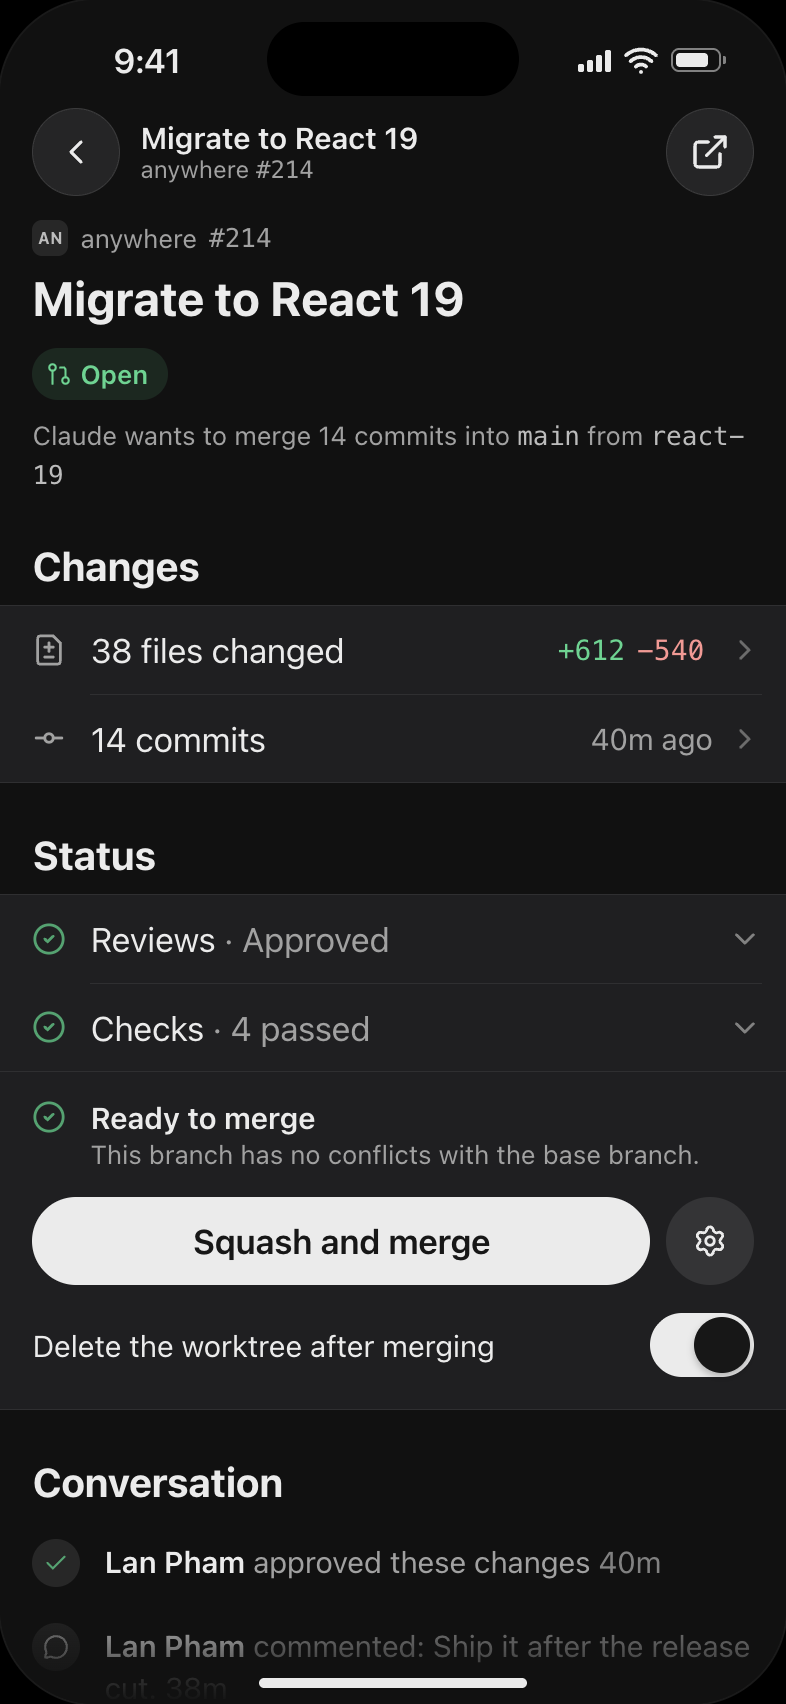 9:41
Migrate to React 19
anywhere #214
AN anywhere #214
Migrate to React 19
Open
Claude wants to merge 14 commits into main from react-
19
Changes
38 files changed +612 −540
14 commits 40m ago
Status
Reviews · Approved
Checks · 4 passed
Ready to merge
This branch has no conflicts with the base branch.
Squash and merge
Delete the worktree after merging
Conversation
Lan Pham approved these changes 40m
Lan Pham commented: Ship it after the release
cut. 38m